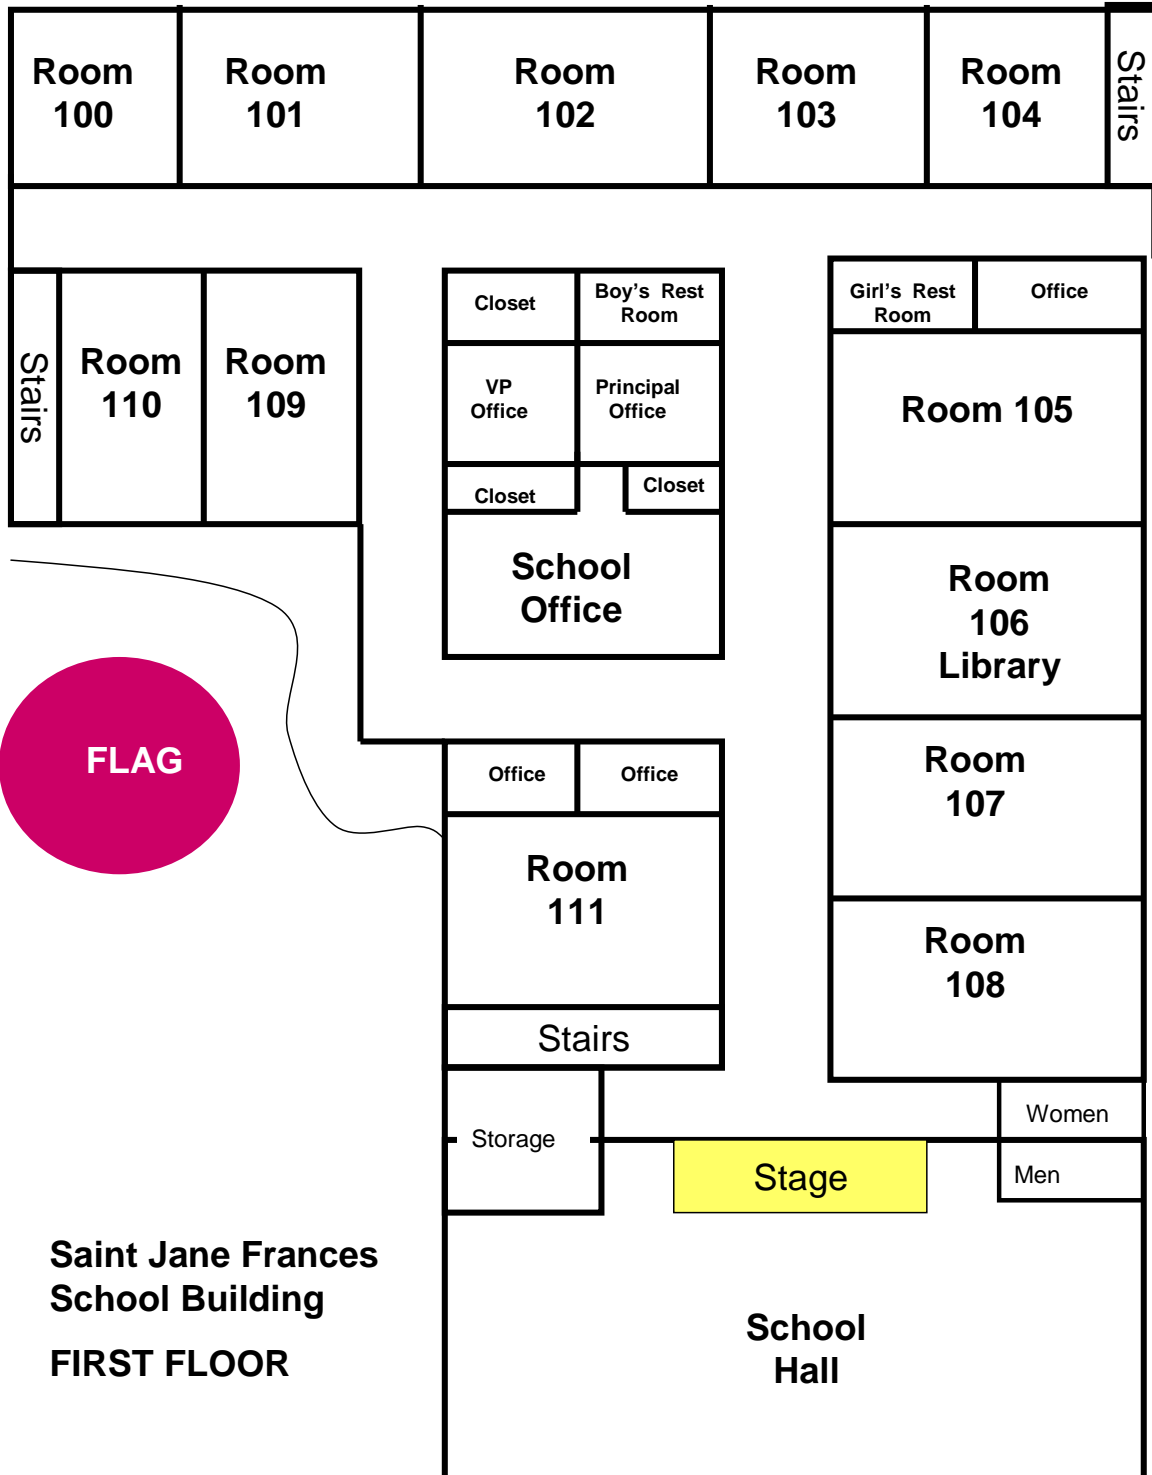 Room
100
Room
101
Room
102
Room
103
Room
104
Stairs
Stairs
Room
110
Room
109
Closet
Boy's Rest
Room
VP
Office
Principal
Office
Closet
Closet
School
Office
Girl's Rest
Room
Office
Room 105
Room
106
Library
Room
107
Room
108
FLAG
Office
Office
Room
111
Stairs
Storage
Stage
Women
Men
School
Hall
Saint Jane Frances
School Building
FIRST FLOOR